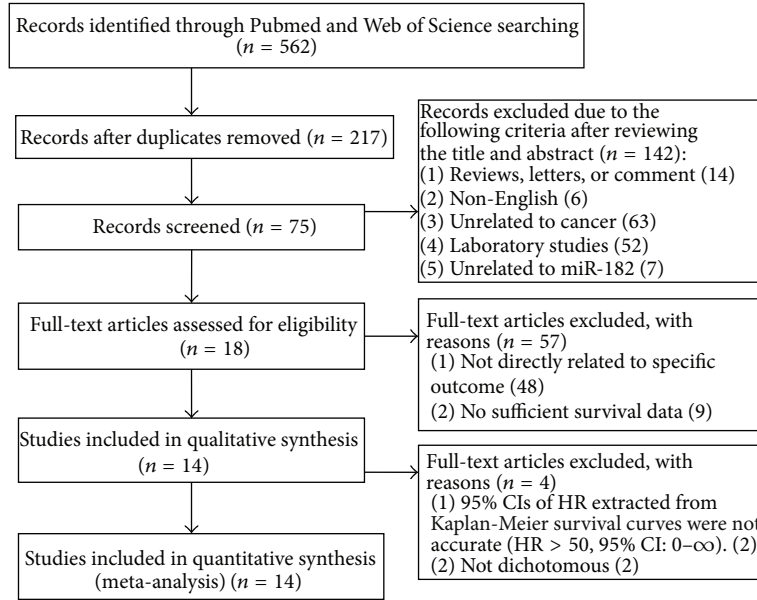 Records identified through Pubmed and Web of Science searching
(n = 562)
Records after duplicates removed (n = 217)
Records screened (n = 75)
Records excluded due to the
following criteria after reviewing
the title and abstract (n = 142):
(1) Reviews, letters, or comment (14)
(2) Non-English (6)
(3) Unrelated to cancer (63)
(4) Laboratory studies (52)
(5) Unrelated to miR-182 (7)
Full-text articles assessed for eligibility
(n = 18)
Full-text articles excluded, with
reasons (n = 57)
(1) Not directly related to specific
outcome (48)
(2) No sufficient survival data (9)
Studies included in qualitative synthesis
(n = 14)
Full-text articles excluded, with
reasons (n = 4)
(1) 95% CIs of HR extracted from
Kaplan-Meier survival curves were not
accurate (HR > 50, 95% CI: 0–∞). (2)
(2) Not dichotomous (2)
Studies included in quantitative synthesis
(meta-analysis) (n = 14)